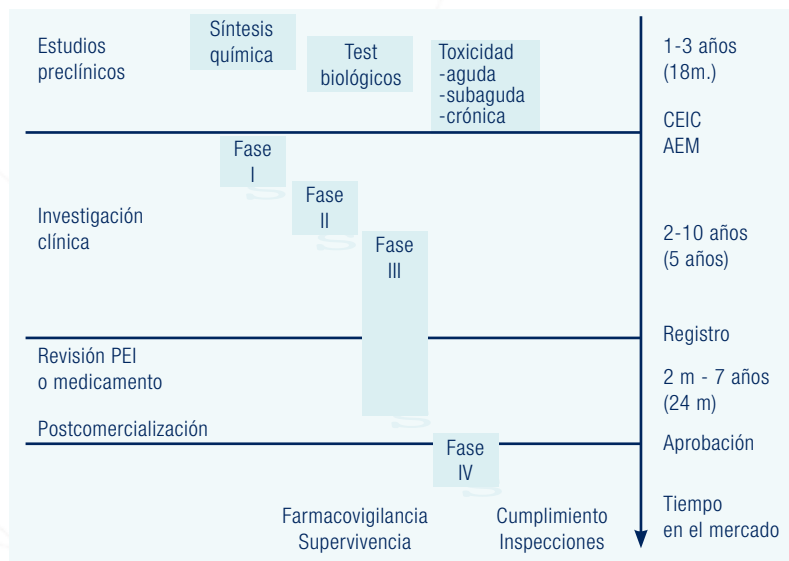 Estudios
preclínicos
Síntesis
química
Test
biológicos
Toxicidad
-aguda
-subaguda
-crónica
1-3 años
(18m.)
CEIC
AEM
Fase
I
Fase
II
Fase
III
Investigación
clínica
2-10 años
(5 años)
Registro
Revisión PEI
o medicamento
2 m - 7 años
(24 m)
Postcomercialización
Fase
IV
Aprobación
Farmacovigilancia
Supervivencia
Cumplimiento
Inspecciones
Tiempo
en el mercado